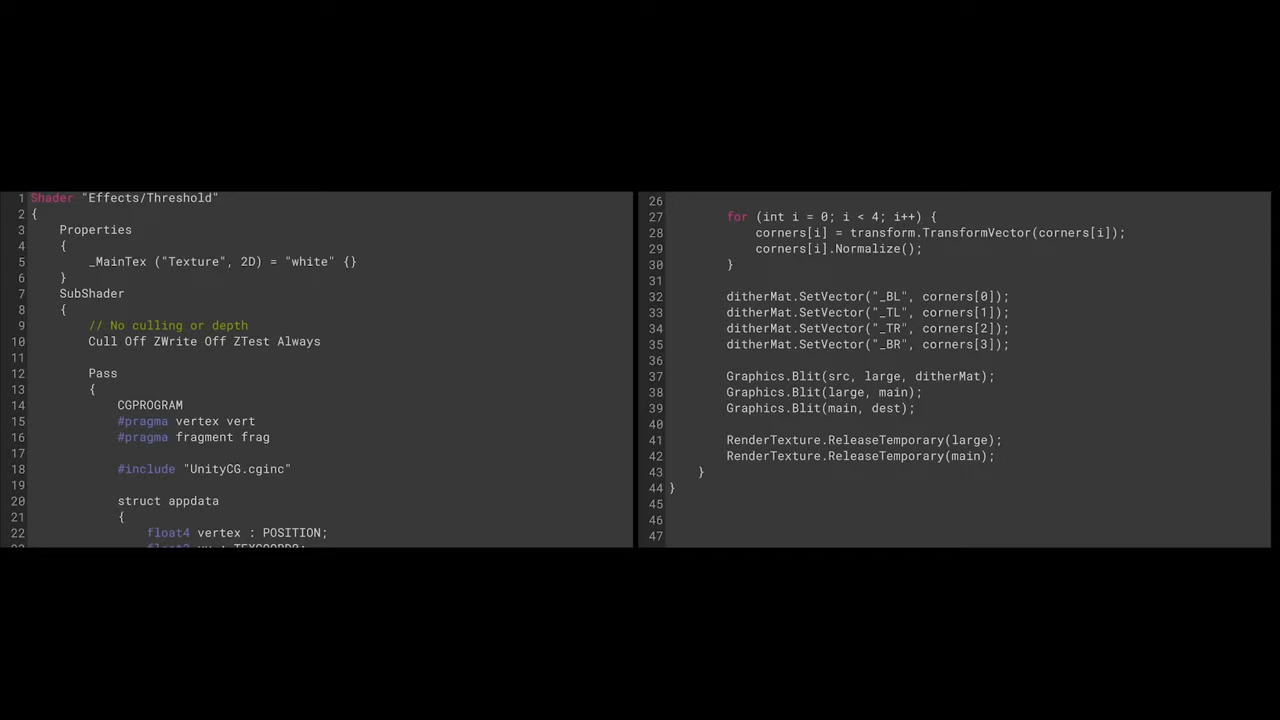 1 Shader "Effects/Threshold"
2 {
3 Properties
4 {
5 _MainTex ("Texture", 2D) = "white" {}
6 }
7 SubShader
8 {
9 // No culling or depth
10 Cull Off ZWrite Off ZTest Always
11
12 Pass
13 {
14 CGPROGRAM
15 #pragma vertex vert
16 #pragma fragment frag
17
18 #include "UnityCG.cginc"
19
20 struct appdata
21 {
22 float4 vertex : POSITION;
26
27 for (int i = 0; i < 4; i++) {
28 corners[i] = transform.TransformVector(corners[i]);
29 corners[i].Normalize();
30 }
31
32 ditherMat.SetVector("_BL", corners[0]);
33 ditherMat.SetVector("_TL", corners[1]);
34 ditherMat.SetVector("_TR", corners[2]);
35 ditherMat.SetVector("_BR", corners[3]);
36
37 Graphics.Blit(src, large, ditherMat);
38 Graphics.Blit(large, main);
39 Graphics.Blit(main, dest);
40
41 RenderTexture.ReleaseTemporary(large);
42 RenderTexture.ReleaseTemporary(main);
43 }
44 }
45
46
47